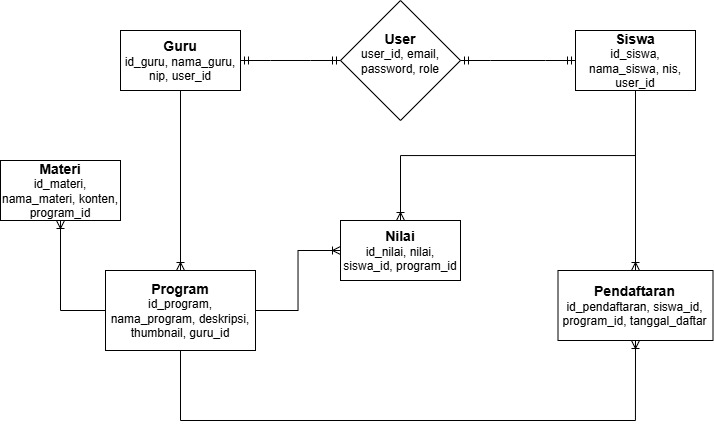 Guru
id_guru, nama_guru,
nip, user_id
User
user_id, email,
password, role
Siswa
id_siswa,
nama_siswa, nis,
user_id
Materi
id_materi,
nama_materi, konten,
program_id
Nilai
id_nilai, nilai,
siswa_id, program_id
Program
id_program,
nama_program, deskripsi,
thumbnail, guru_id
Pendaftaran
id_pendaftaran, siswa_id,
program_id, tanggal_daftar